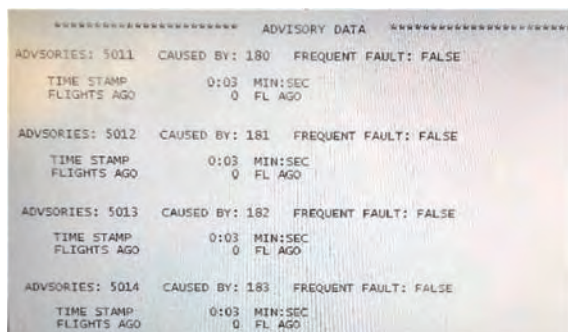 ************************ ADVISORY DATA ************************
ADVSORIES: 5011 CAUSED BY: 180 FREQUENT FAULT: FALSE
TIME STAMP 0:03 MIN:SEC
FLIGHTS AGO 0 FL AGO
ADVSORIES: 5012 CAUSED BY: 181 FREQUENT FAULT: FALSE
TIME STAMP 0:03 MIN:SEC
FLIGHTS AGO 0 FL AGO
ADVSORIES: 5013 CAUSED BY: 182 FREQUENT FAULT: FALSE
TIME STAMP 0:03 MIN:SEC
FLIGHTS AGO 0 FL AGO
ADVSORIES: 5014 CAUSED BY: 183 FREQUENT FAULT: FALSE
TIME STAMP 0:03 MIN:SEC
FLIGHTS AGO 0 FL AGO